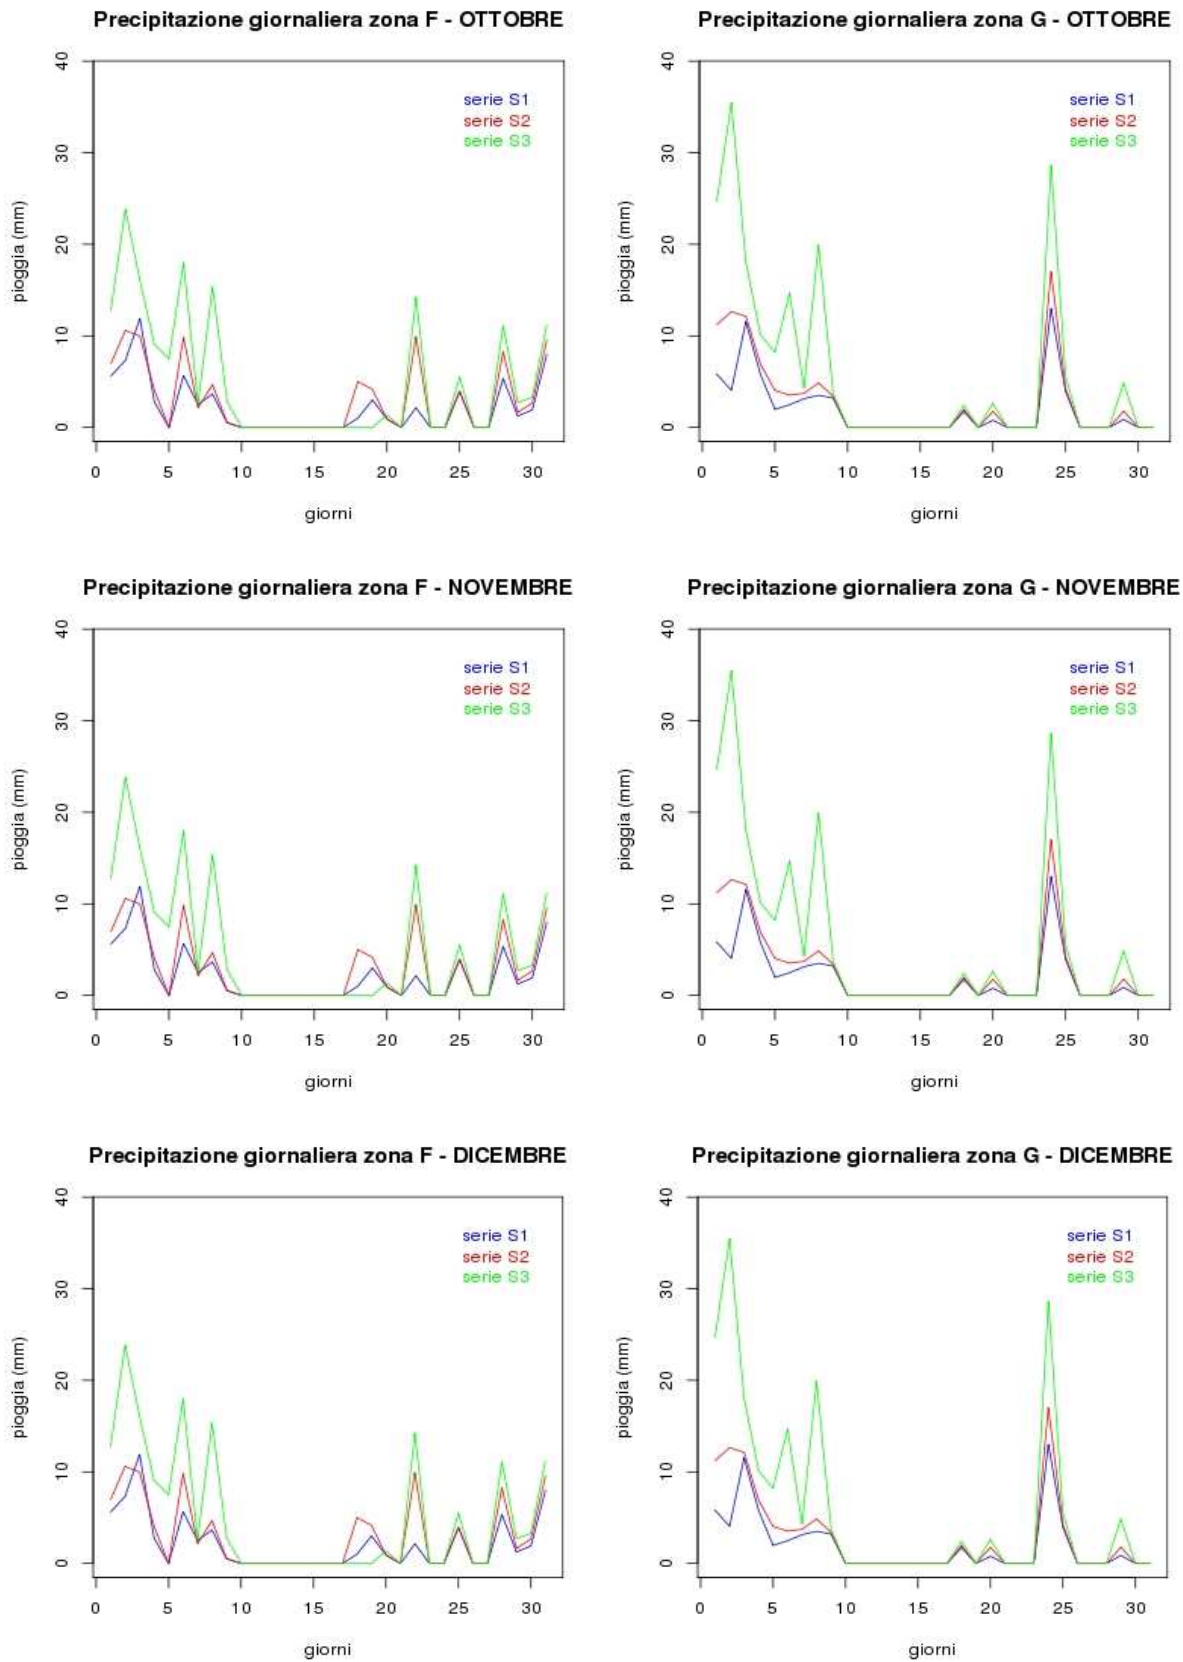 Precipitazione giornaliera zona F - OTTOBRE
40
30
20
10
0
pioggia (mm)
serie S1
serie S2
serie S3
0 5 10 15 20 25 30
giorni
Precipitazione giornaliera zona G - OTTOBRE
40
30
20
10
0
pioggia (mm)
serie S1
serie S2
serie S3
0 5 10 15 20 25 30
giorni
Precipitazione giornaliera zona F - NOVEMBRE
40
30
20
10
0
pioggia (mm)
serie S1
serie S2
serie S3
0 5 10 15 20 25 30
giorni
Precipitazione giornaliera zona G - NOVEMBRE
40
30
20
10
0
pioggia (mm)
serie S1
serie S2
serie S3
0 5 10 15 20 25 30
giorni
Precipitazione giornaliera zona F - DICEMBRE
40
30
20
10
0
pioggia (mm)
serie S1
serie S2
serie S3
0 5 10 15 20 25 30
giorni
Precipitazione giornaliera zona G - DICEMBRE
40
30
20
10
0
pioggia (mm)
serie S1
serie S2
serie S3
0 5 10 15 20 25 30
giorni